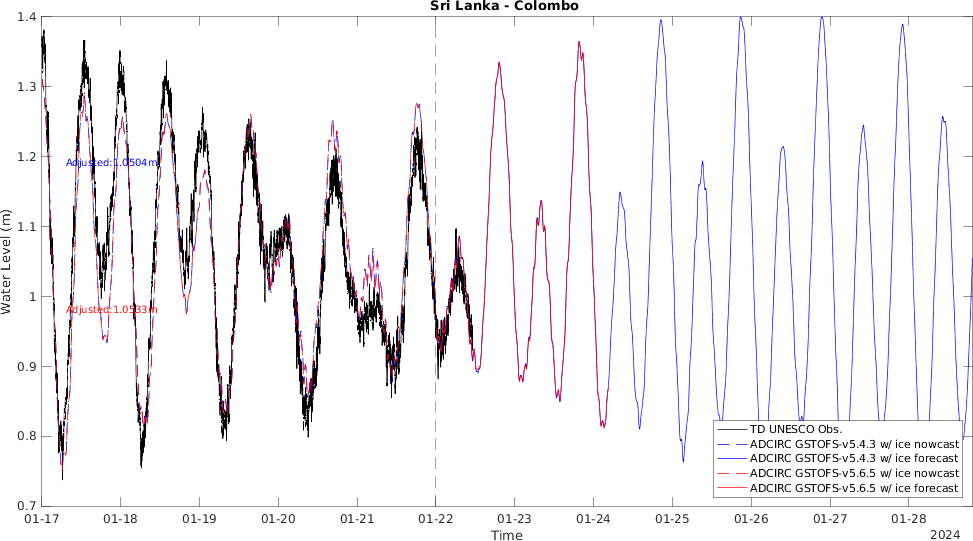 Sri Lanka - Colombo
Water Level (m)
1.4
1.3
1.2
1.1
1
0.9
0.8
0.7
Adjusted:1.0504m
Adjusted:1.0533m
TD UNESCO Obs.
ADCIRC GSTOFS-v5.4.3 w/ ice nowcast
ADCIRC GSTOFS-v5.4.3 w/ ice forecast
ADCIRC GSTOFS-v5.6.5 w/ ice nowcast
ADCIRC GSTOFS-v5.6.5 w/ ice forecast
01-17 01-18 01-19 01-20 01-21 01-22 01-23 01-24 01-25 01-26 01-27 01-28
Time
2024